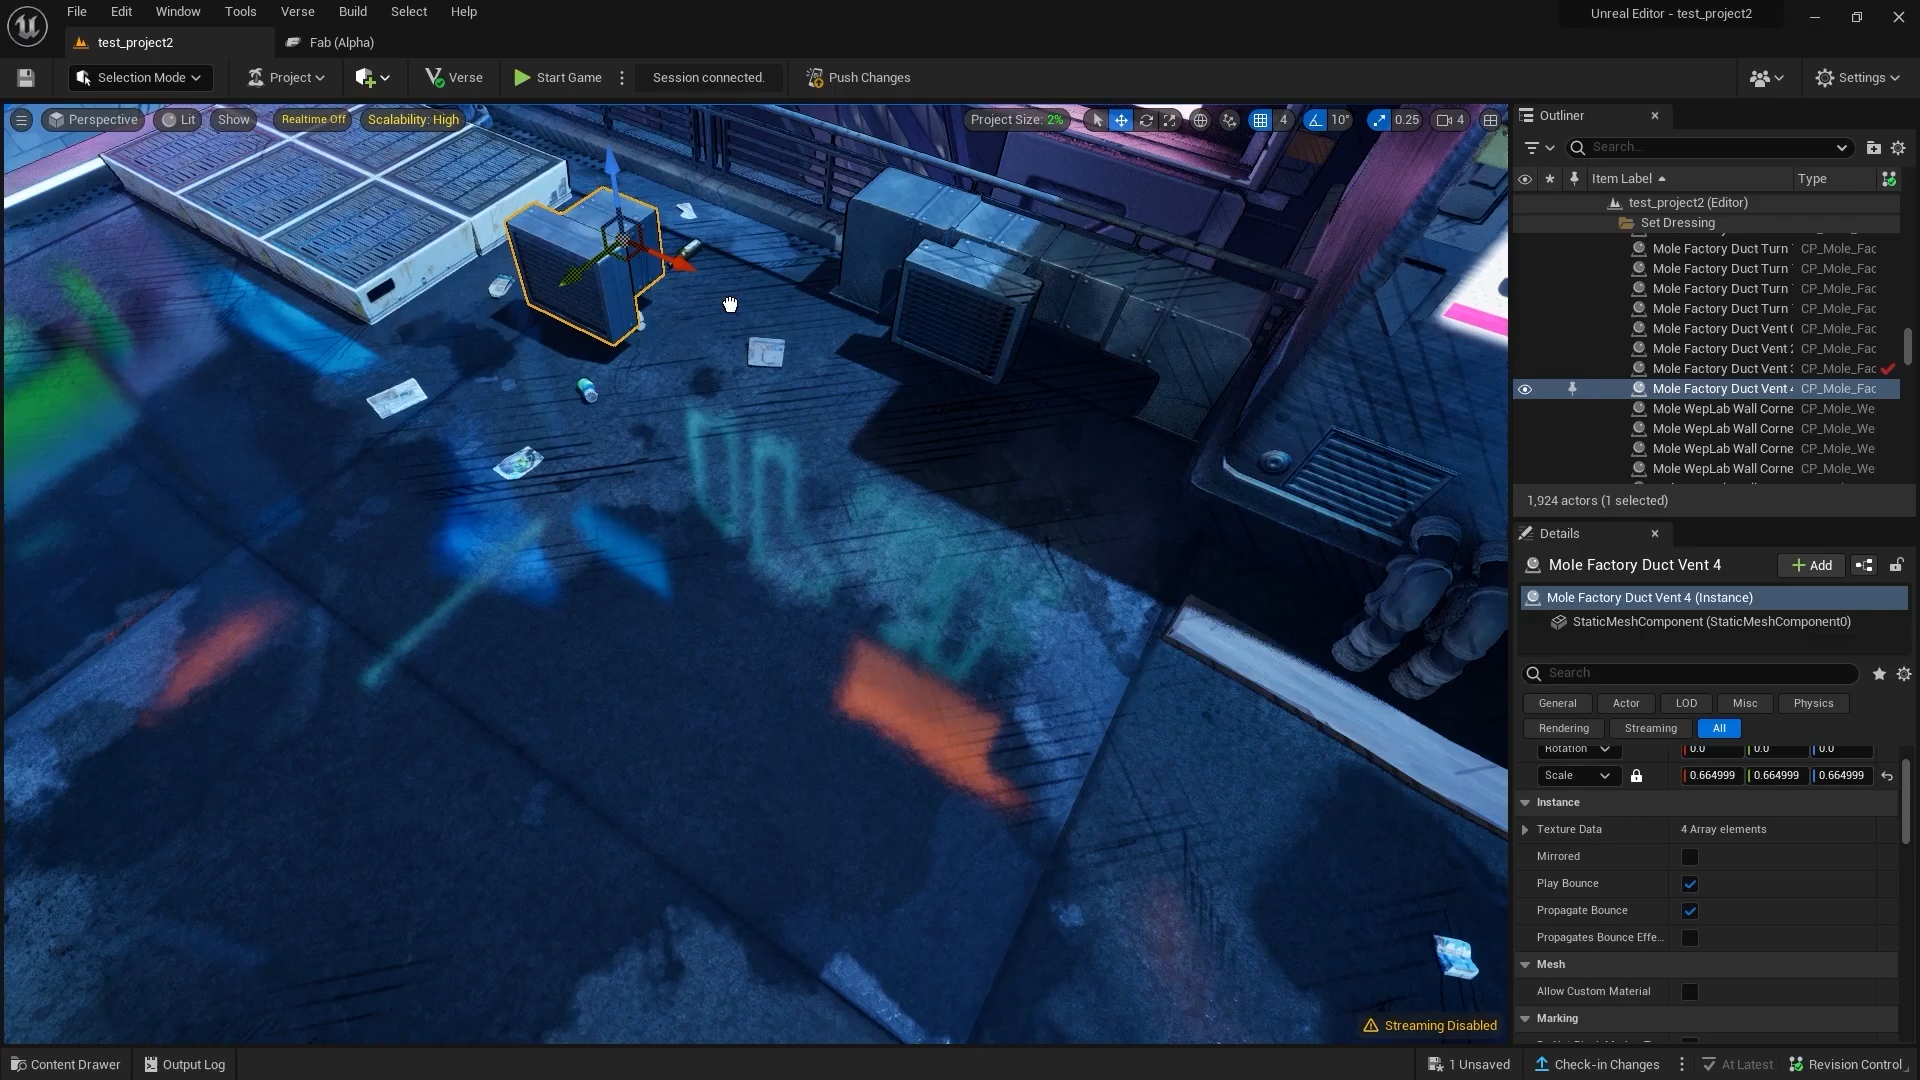 File Edit Window Tools Verse Build Select Help
Unreal Editor - test_project2
test_project2
Fab (Alpha)
Selection Mode
Project
Verse
Start Game
Session connected.
Push Changes
Settings
Perspective
Lit
Show
Realtime Off
Scalability: High
Project Size: 2%
4
10°
0.25
4
Outliner
Search...
Item Label
Type
test_project2 (Editor)
Set Dressing
Mole Factory Duct Turn CP_Mole_Fac
Mole Factory Duct Turn CP_Mole_Fac
Mole Factory Duct Turn CP_Mole_Fac
Mole Factory Duct Turn CP_Mole_Fac
Mole Factory Duct Vent CP_Mole_Fac
Mole Factory Duct Vent CP_Mole_Fac
Mole Factory Duct Vent CP_Mole_Fac
Mole Factory Duct Vent CP_Mole_Fac
Mole WepLab Wall Corne CP_Mole_We
Mole WepLab Wall Corne CP_Mole_We
Mole WepLab Wall Corne CP_Mole_We
Mole WepLab Wall Corne CP_Mole_We
1,924 actors (1 selected)
Details
Mole Factory Duct Vent 4
Add
Mole Factory Duct Vent 4 (Instance)
StaticMeshComponent (StaticMeshComponent0)
Search
General Actor LOD Misc Physics
Rendering Streaming All
Rotation 0.0 0.0 0.0
Scale 0.664999 0.664999 0.664999
Instance
Texture Data 4 Array elements
Mirrored
Play Bounce
Propagate Bounce
Propagates Bounce Effe...
Mesh
Allow Custom Material
Marking
Streaming Disabled
Content Drawer
Output Log
1 Unsaved
Check-in Changes
At Latest
Revision Control